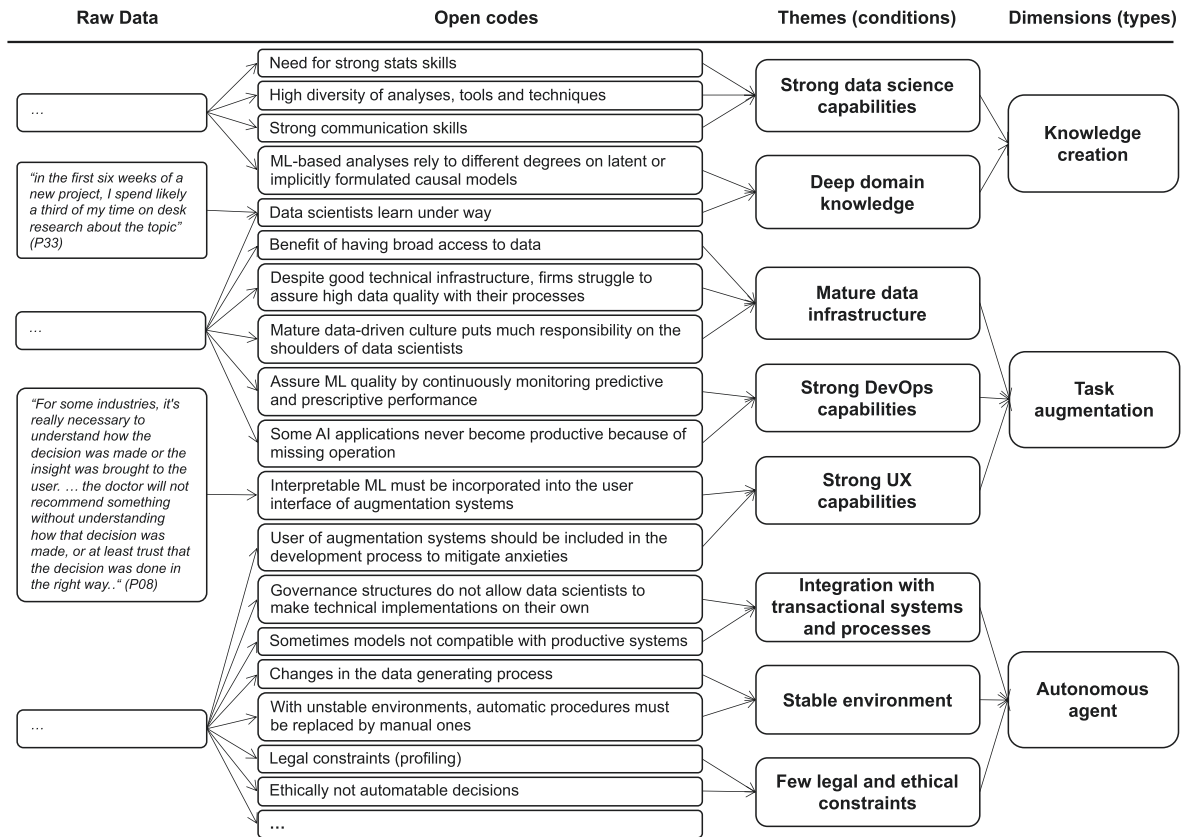 Raw Data
Open codes
Themes (conditions)
Dimensions (types)
…
“in the first six weeks of a
new project, I spend likely
a third of my time on desk
research about the topic”
(P33)
…
“For some industries, it's
really necessary to
understand how the
decision was made or the
insight was brought to the
user. … the doctor will not
recommend something
without understanding
how that decision was
made, or at least trust that
the decision was done in
the right way..“ (P08)
…
Need for strong stats skills
High diversity of analyses, tools and techniques
Strong communication skills
ML-based analyses rely to different degrees on latent or
implicitly formulated causal models
Data scientists learn under way
Benefit of having broad access to data
Despite good technical infrastructure, firms struggle to
assure high data quality with their processes
Mature data-driven culture puts much responsibility on the
shoulders of data scientists
Assure ML quality by continuously monitoring predictive
and prescriptive performance
Some AI applications never become productive because of
missing operation
Interpretable ML must be incorporated into the user
interface of augmentation systems
User of augmentation systems should be included in the
development process to mitigate anxieties
Governance structures do not allow data scientists to
make technical implementations on their own
Sometimes models not compatible with productive systems
Changes in the data generating process
With unstable environments, automatic procedures must
be replaced by manual ones
Legal constraints (profiling)
Ethically not automatable decisions
…
Strong data science
capabilities
Deep domain
knowledge
Mature data
infrastructure
Strong DevOps
capabilities
Strong UX
capabilities
Integration with
transactional systems
and processes
Stable environment
Few legal and ethical
constraints
Knowledge
creation
Task
augmentation
Autonomous
agent